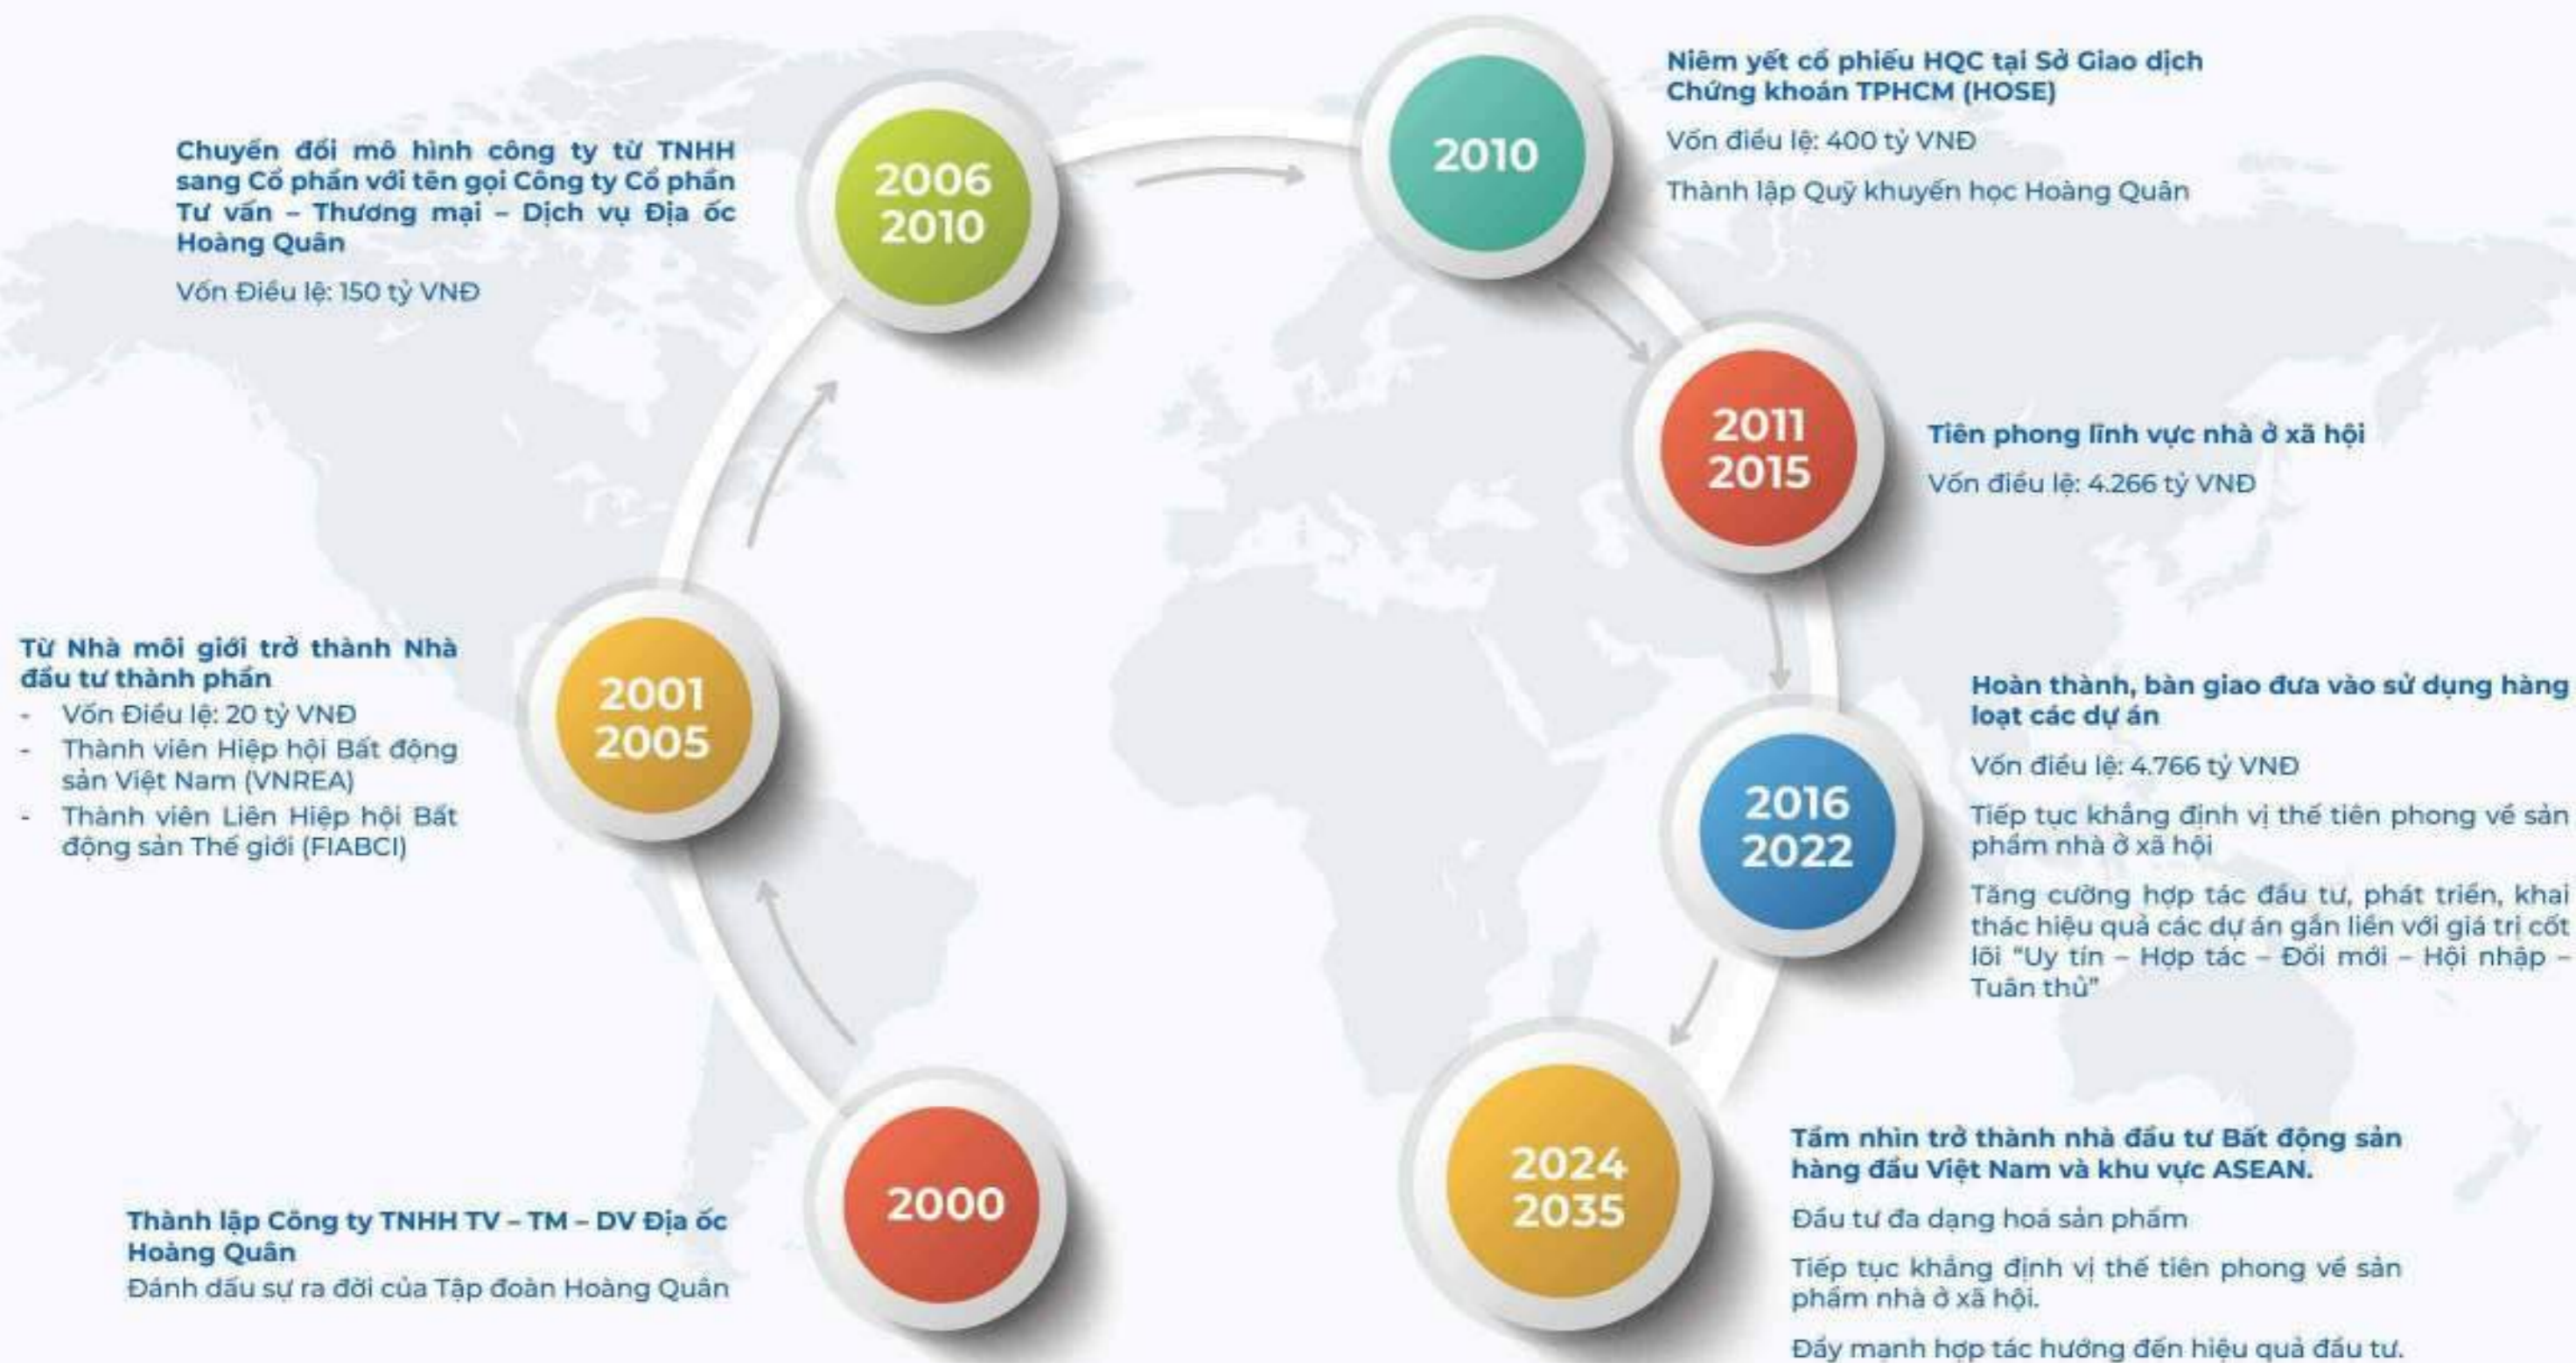 2000
Thành lập Công ty TNHH TV – TM – DV Địa ốc
Hoàng Quân
Đánh dấu sự ra đời của Tập đoàn Hoàng Quân
2001
2005
Từ Nhà môi giới trở thành Nhà
đầu tư thành phần
- Vốn Điều lệ: 20 tỷ VNĐ
- Thành viên Hiệp hội Bất động
sản Việt Nam (VNREA)
- Thành viên Liên Hiệp hội Bất
động sản Thế giới (FIABCI)
2006
2010
Chuyển đổi mô hình công ty từ TNHH
sang Cổ phần với tên gọi Công ty Cổ phần
Tư vấn – Thương mại – Dịch vụ Địa ốc
Hoàng Quân
Vốn Điều lệ: 150 tỷ VNĐ
2010
Niêm yết cổ phiếu HQC tại Sở Giao dịch
Chứng khoán TPHCM (HOSE)
Vốn điều lệ: 400 tỷ VNĐ
Thành lập Quỹ khuyến học Hoàng Quân
2011
2015
Tiên phong lĩnh vực nhà ở xã hội
Vốn điều lệ: 4.266 tỷ VNĐ
2016
2022
Hoàn thành, bàn giao đưa vào sử dụng hàng
loạt các dự án
Vốn điều lệ: 4.766 tỷ VNĐ
Tiếp tục khẳng định vị thế tiên phong về sản
phẩm nhà ở xã hội
Tăng cường hợp tác đầu tư, phát triển, khai
thác hiệu quả các dự án gắn liền với giá trị cốt
lõi “Uy tín – Hợp tác – Đổi mới – Hội nhập –
Tuân thủ”
2024
2035
Tầm nhìn trở thành nhà đầu tư Bất động sản
hàng đầu Việt Nam và khu vực ASEAN.
Đầu tư đa dạng hoá sản phẩm
Tiếp tục khẳng định vị thế tiên phong về sản
phẩm nhà ở xã hội.
Đẩy mạnh hợp tác hướng đến hiệu quả đầu tư.